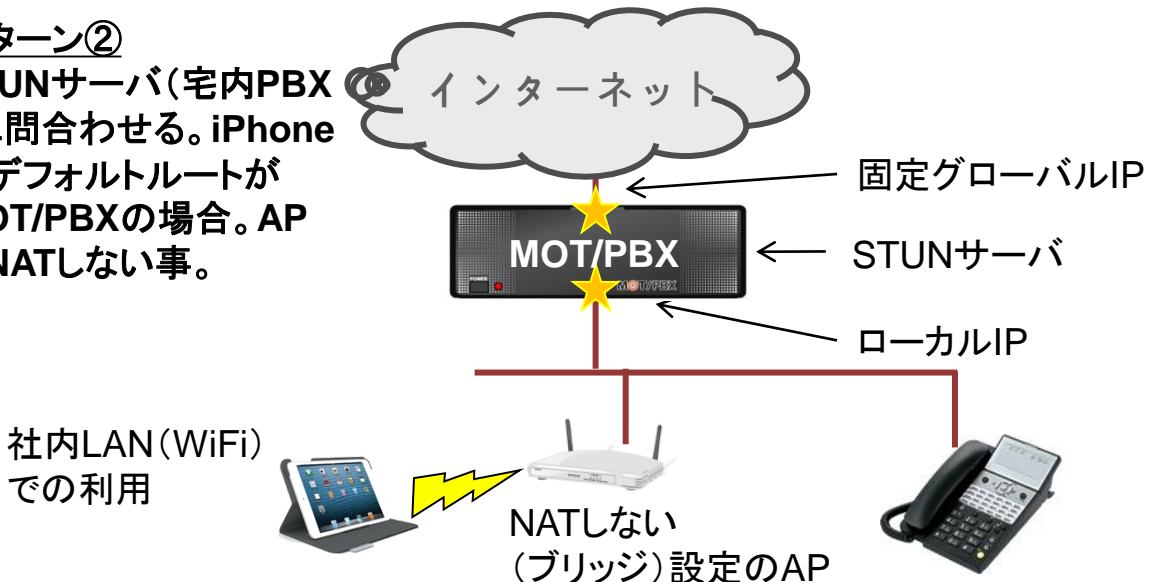 ターン②
UNサーバ（宅内PBX
問合わせる。iPhone
デフォルトルートが
OT/PBXの場合。AP
NATしない事。
インターネット
固定グローバルIP
MOT/PBX
STUNサーバ
MOT/PBX
ローカルIP
社内LAN（WiFi）
での利用
NATしない
（ブリッジ）設定のAP